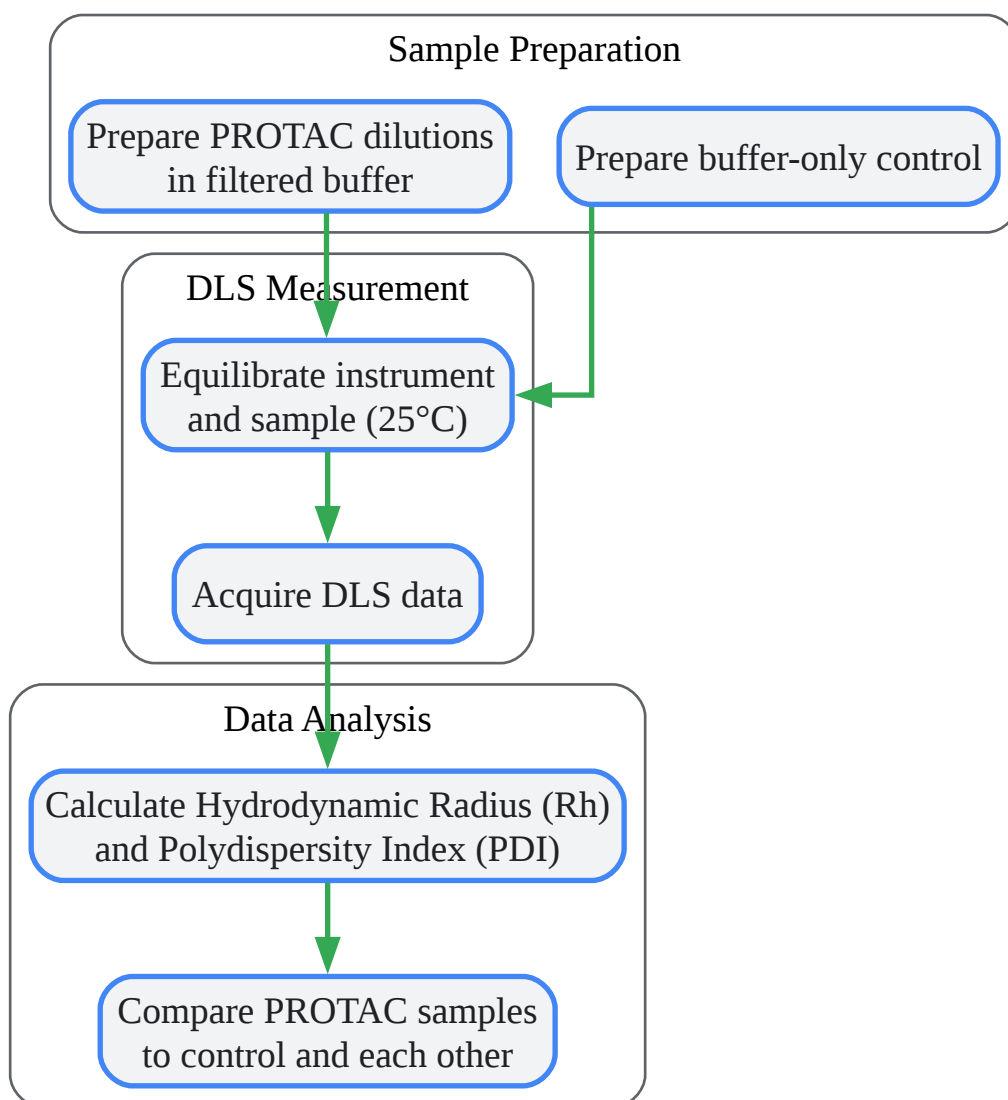 Sample Preparation
Prepare PROTAC dilutions
in filtered buffer
Prepare buffer-only control
DLS Measurement
Equilibrate instrument
and sample (25°C)
Acquire DLS data
Data Analysis
Calculate Hydrodynamic Radius (Rh)
and Polydispersity Index (PDI)
Compare PROTAC samples
to control and each other